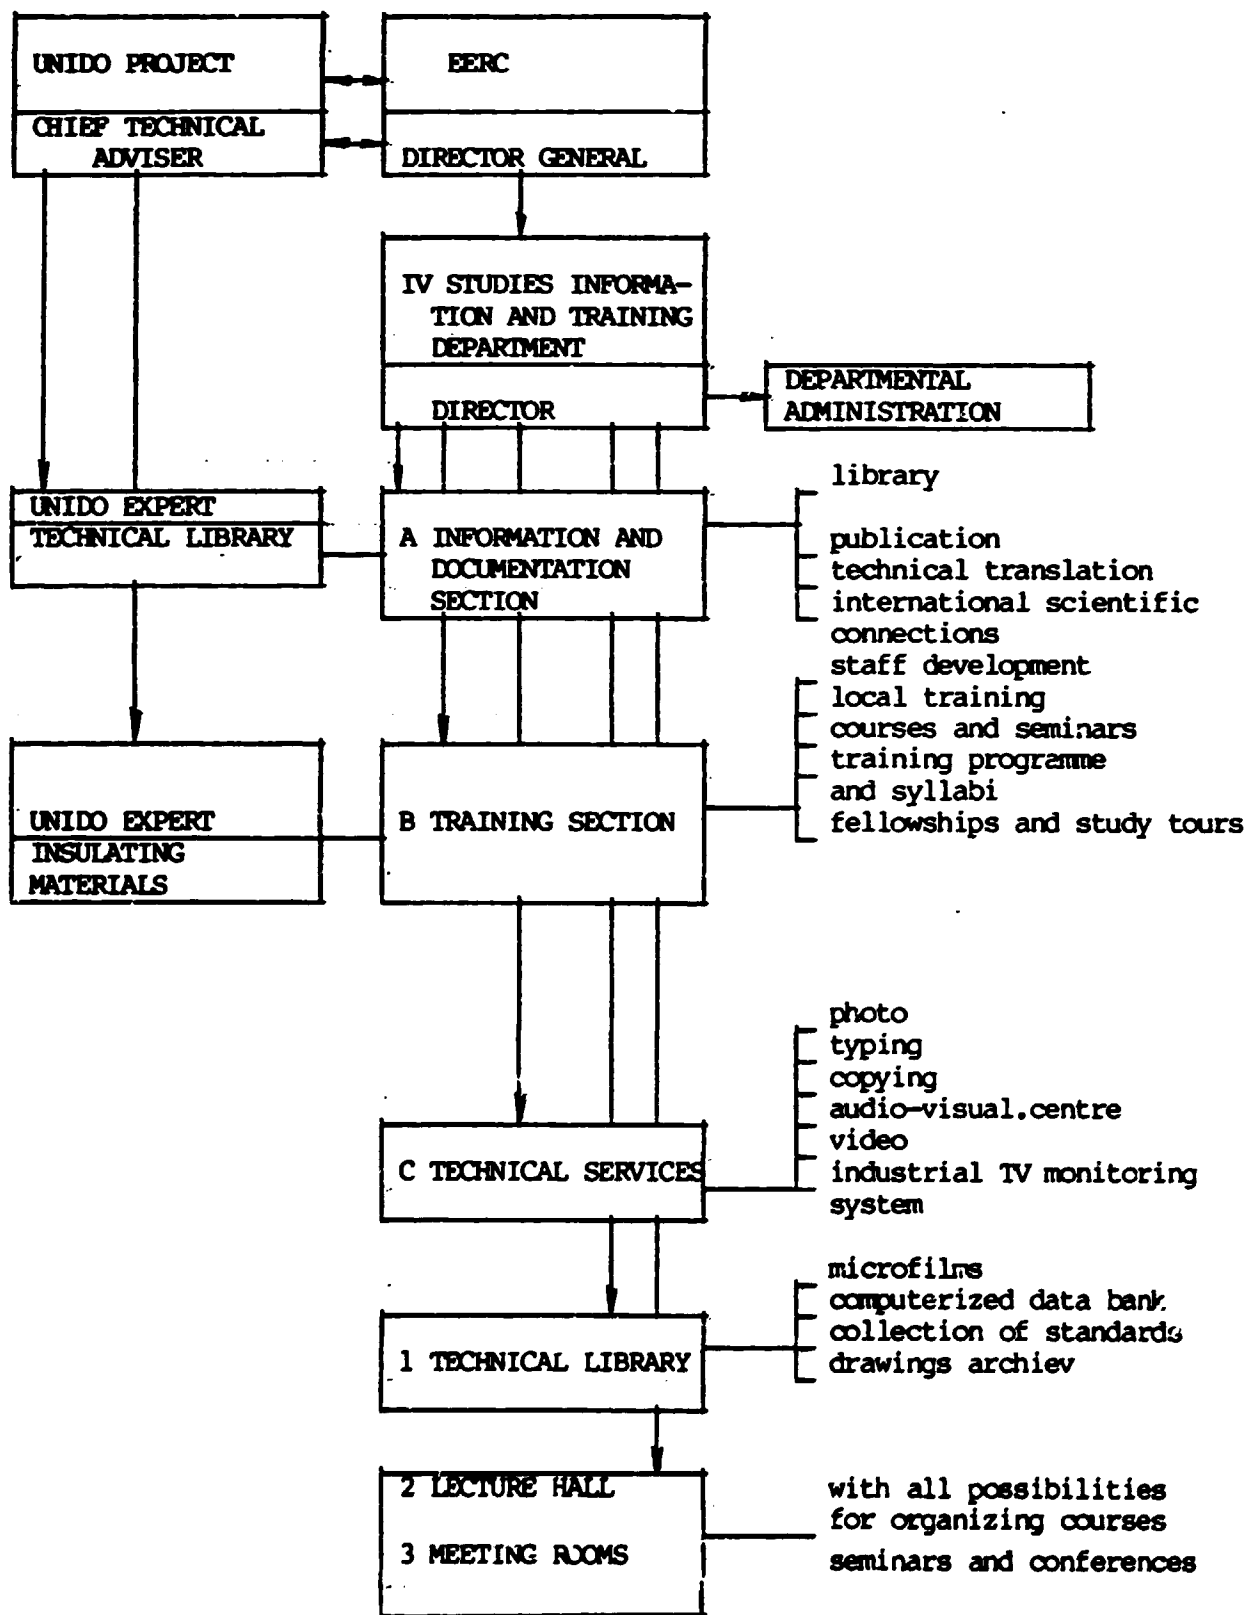 UNIDO PROJECT
EERC
CHIEF TECHNICAL
ADVISER
DIRECTOR GENERAL
IV STUDIES INFORMA-
TION AND TRAINING
DEPARTMENT
DIRECTOR
DEPARTMENTAL
ADMINISTRATION
UNIDO EXPERT
TECHNICAL LIBRARY
A INFORMATION AND
DOCUMENTATION
SECTION
library
publication
technical translation
international scientific
connections
staff development
local training
courses and seminars
training programme
and syllabi
fellowships and study tours
UNIDO EXPERT
INSULATING
MATERIALS
B TRAINING SECTION
photo
typing
copying
audio-visual.centre
video
industrial TV monitoring
system
C TECHNICAL SERVICES
microfilms
computerized data bank
collection of standards
drawings archiev
1 TECHNICAL LIBRARY
2 LECTURE HALL
3 MEETING ROOMS
with all possibilities
for organizing courses
seminars and conferences